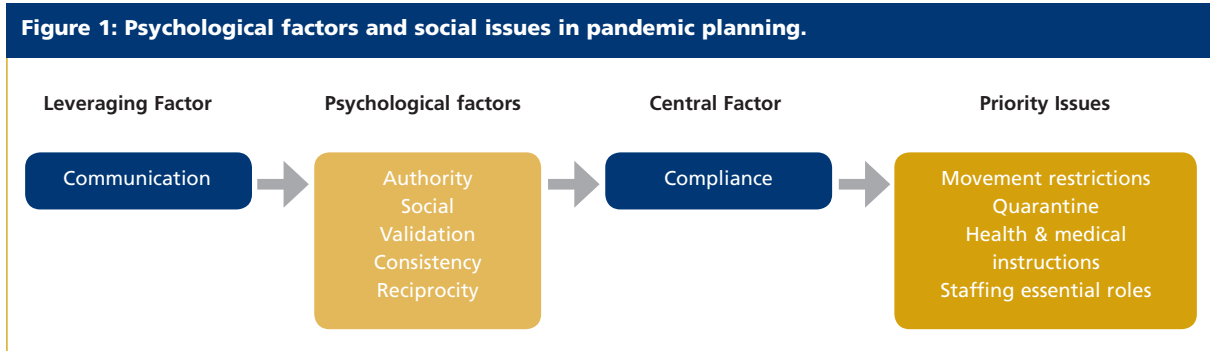 Figure 1: Psychological factors and social issues in pandemic planning.
Leveraging Factor
Psychological factors
Central Factor
Priority Issues
Communication
Authority
Social
Validation
Consistency
Reciprocity
Compliance
Movement restrictions
Quarantine
Health & medical
instructions
Staffing essential roles